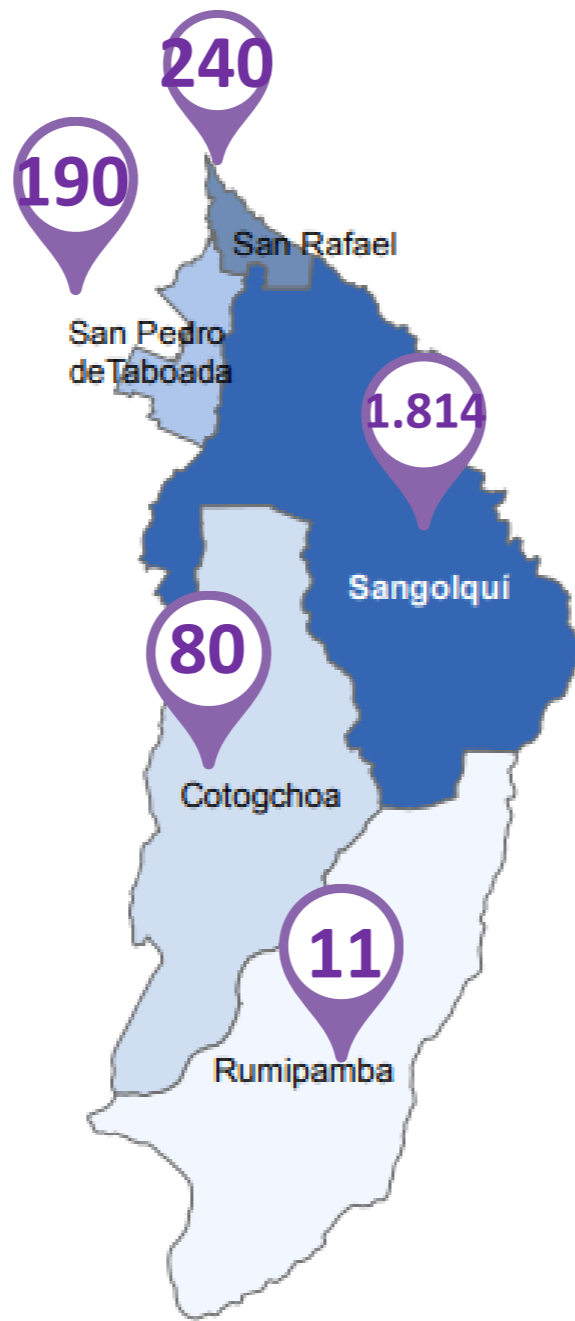 240
190
San Rafael
San Pedro
deTaboada
1.814
Sangolquí
80
Cotogchoa
11
Rumipamba